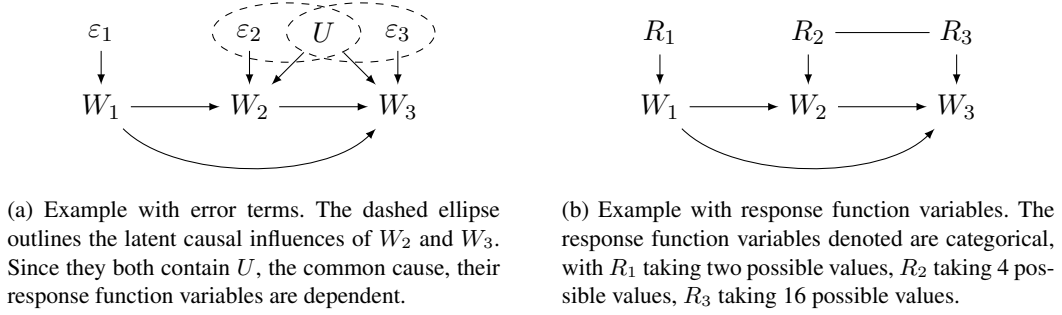 ε₁ ε₂ U ε₃
W₁ W₂ W₃
R₁ R₂ R₃
W₁ W₂ W₃
(a) Example with error terms. The dashed ellipse
outlines the latent causal influences of W₂ and W₃.
Since they both contain U, the common cause, their
response function variables are dependent.
(b) Example with response function variables. The
response function variables denoted are categorical,
with R₁ taking two possible values, R₂ taking 4 pos-
sible values, R₃ taking 16 possible values.